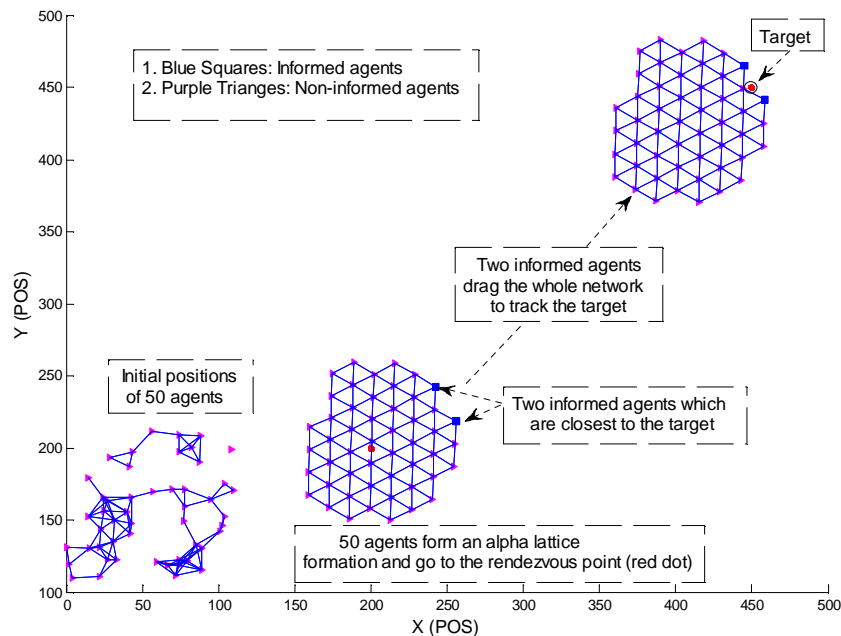 500
450
400
350
300
250
200
150
100
Y (POS)
1. Blue Squares: Informed agents
2. Purple Trianges: Non-informed agents
Target
Two informed agents
drag the whole network
to track the target
Initial positions
of 50 agents
Two informed agents which
are closest to the target
50 agents form an alpha lattice
formation and go to the rendezvous point (red dot)
0
50
100
150
200
250
300
350
400
450
500
X (POS)